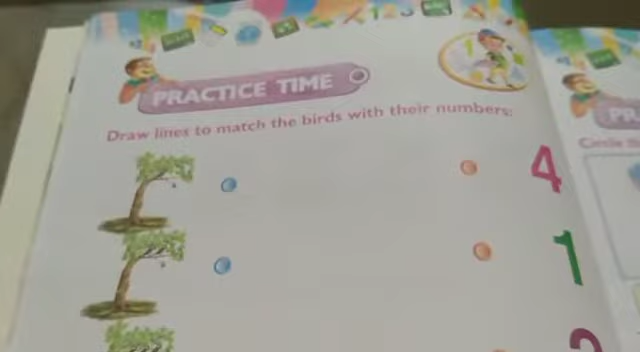 PRACTICE TIME
Draw lines to match the birds with their numbers:
4
1